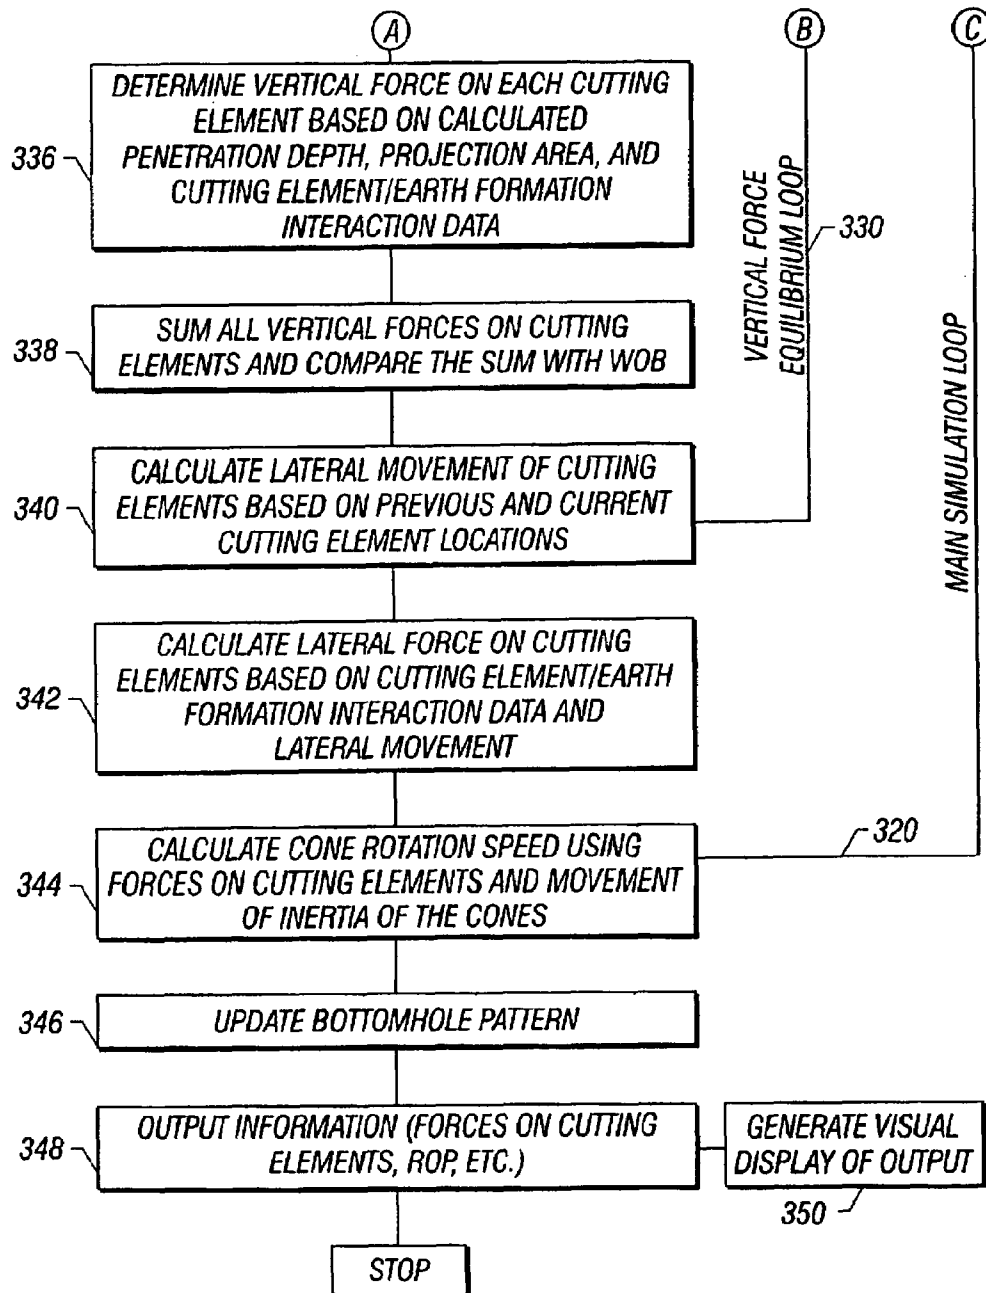 A
B
C
DETERMINE VERTICAL FORCE ON EACH CUTTING
ELEMENT BASED ON CALCULATED
PENETRATION DEPTH, PROJECTION AREA, AND
CUTTING ELEMENT/EARTH FORMATION
INTERACTION DATA
336
VERTICAL FORCE
EQUILIBRIUM LOOP
330
MAIN SIMULATION LOOP
SUM ALL VERTICAL FORCES ON CUTTING
ELEMENTS AND COMPARE THE SUM WITH WOB
338
CALCULATE LATERAL MOVEMENT OF CUTTING
ELEMENTS BASED ON PREVIOUS AND CURRENT
CUTTING ELEMENT LOCATIONS
340
CALCULATE LATERAL FORCE ON CUTTING
ELEMENTS BASED ON CUTTING ELEMENT/EARTH
FORMATION INTERACTION DATA AND
LATERAL MOVEMENT
342
320
CALCULATE CONE ROTATION SPEED USING
FORCES ON CUTTING ELEMENTS AND MOVEMENT
OF INERTIA OF THE CONES
344
UPDATE BOTTOMHOLE PATTERN
346
OUTPUT INFORMATION (FORCES ON CUTTING
ELEMENTS, ROP, ETC.)
348
GENERATE VISUAL
DISPLAY OF OUTPUT
350
STOP